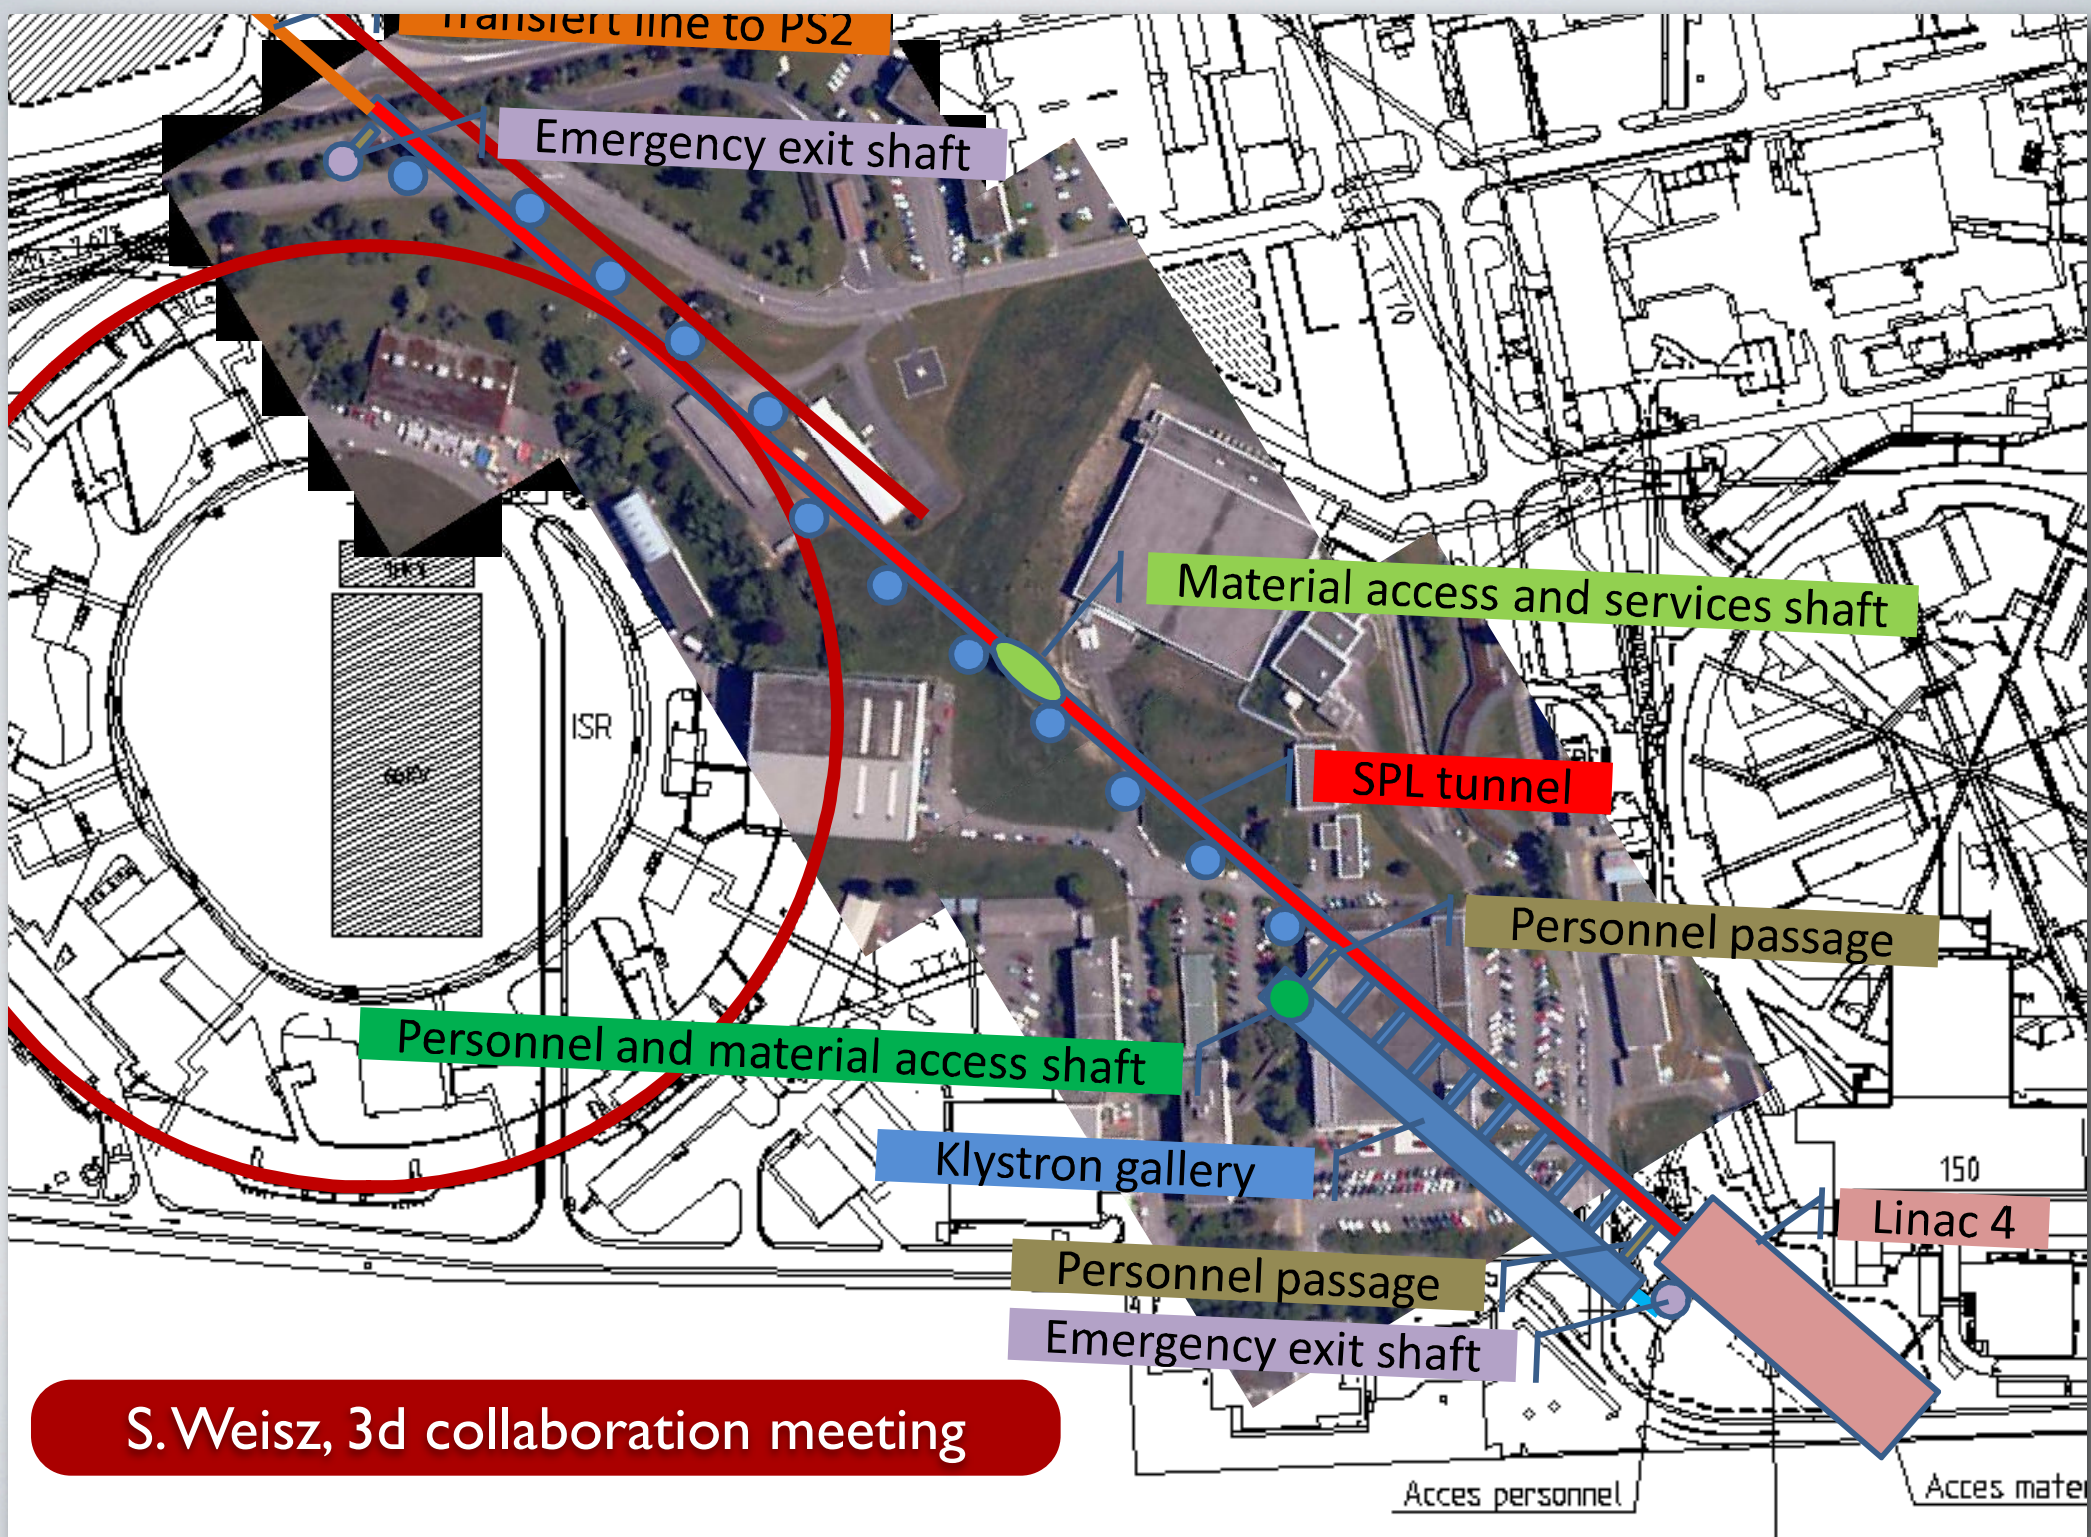 Transfert line to PS2
Emergency exit shaft
Material access and services shaft
ISR
SPL tunnel
Personnel passage
Personnel and material access shaft
Klystron gallery
150
Linac 4
Personnel passage
Emergency exit shaft
S. Weisz, 3d collaboration meeting
Acces personnel
Acces mate